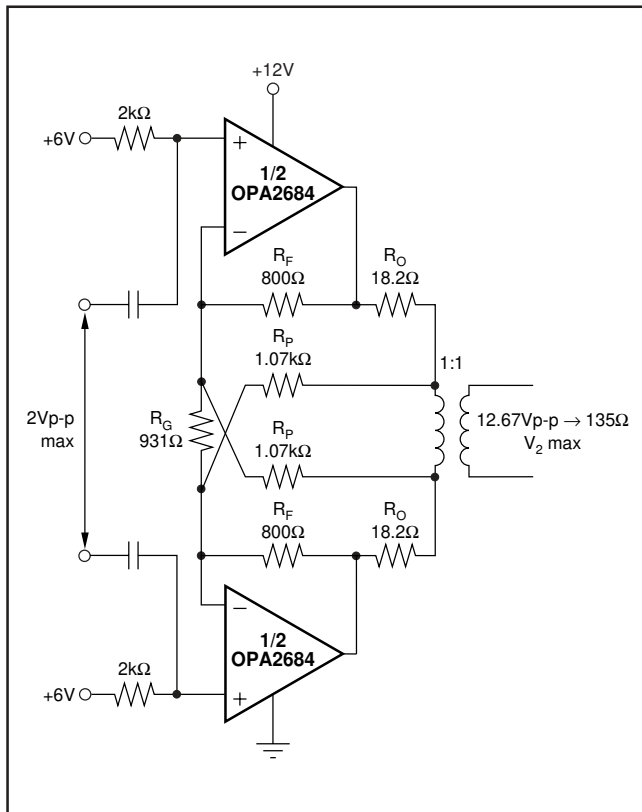 +12V
2kΩ
+6V
+
1/2
OPA2684
−
R_F
800Ω
R_O
18.2Ω
R_P
1.07kΩ
1:1
2Vp-p
max
R_G
931Ω
12.67Vp-p → 135Ω
V_2 max
R_P
1.07kΩ
R_F
800Ω
R_O
18.2Ω
−
1/2
OPA2684
+
2kΩ
+6V